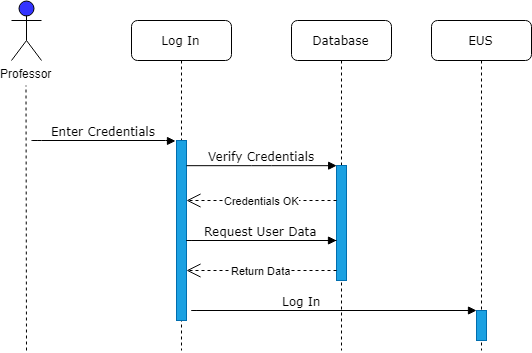 Log In
Database
EUS
Professor
Enter Credentials
Verify Credentials
Credentials OK
Request User Data
Return Data
Log In